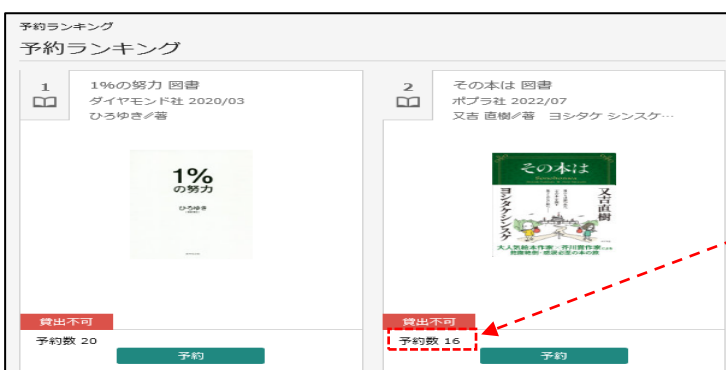 予約ランキング
予約ランキング
1
1%の努力 図書
ダイヤモンド社 2020/03
ひろゆき/著
1%
の努力
ひろゆき
貸出不可
予約数 20
予約
2
その本は 図書
ポプラ社 2022/07
又吉 直樹/著 ヨシタケ シンスケ…
その本は
又吉直樹
ヨシタケシンスケ
大人気絵本作家・芥川賞作家
貸出不可
予約数 16
予約